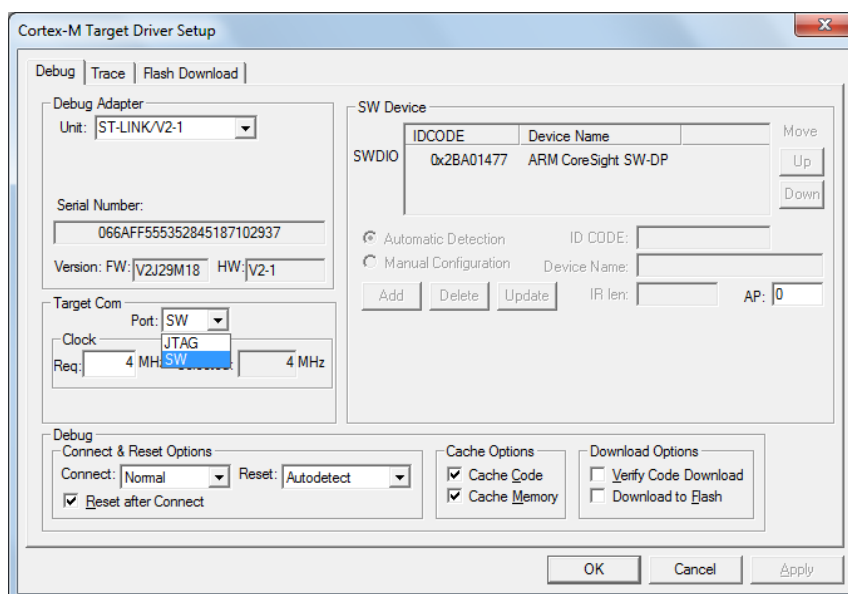 Cortex-M Target Driver Setup
Debug
Trace
Flash Download
Debug Adapter
Unit: ST-LINK/V2-1
Serial Number:
066AFF555352845187102937
Version: FW: V2J29M18 HW: V2-1
Target Com
Port: SW
JTAG
SW
Clock
Req: 4 MHz
4 MHz
SW Device
IDCODE Device Name
SWDIO 0x2BA01477 ARM CoreSight SW-DP
Move
Up
Down
Automatic Detection ID CODE:
Manual Configuration Device Name:
Add Delete Update IR len: AP: 0
Debug
Connect & Reset Options
Connect: Normal Reset: Autodetect
Reset after Connect
Cache Options
Cache Code
Cache Memory
Download Options
Verify Code Download
Download to Flash
OK Cancel Apply